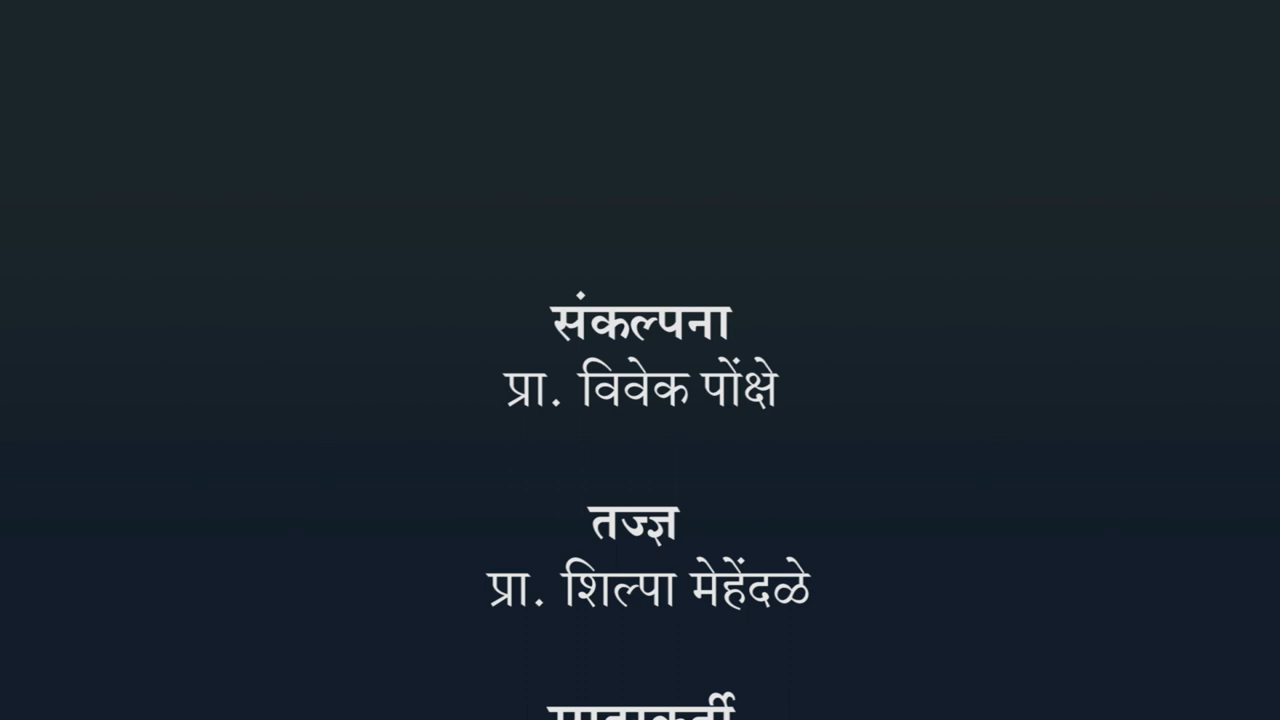 संकल्पना
प्रा. विवेक पोंक्षे
तज्ज्ञ
प्रा. शिल्पा मेहेंदळे